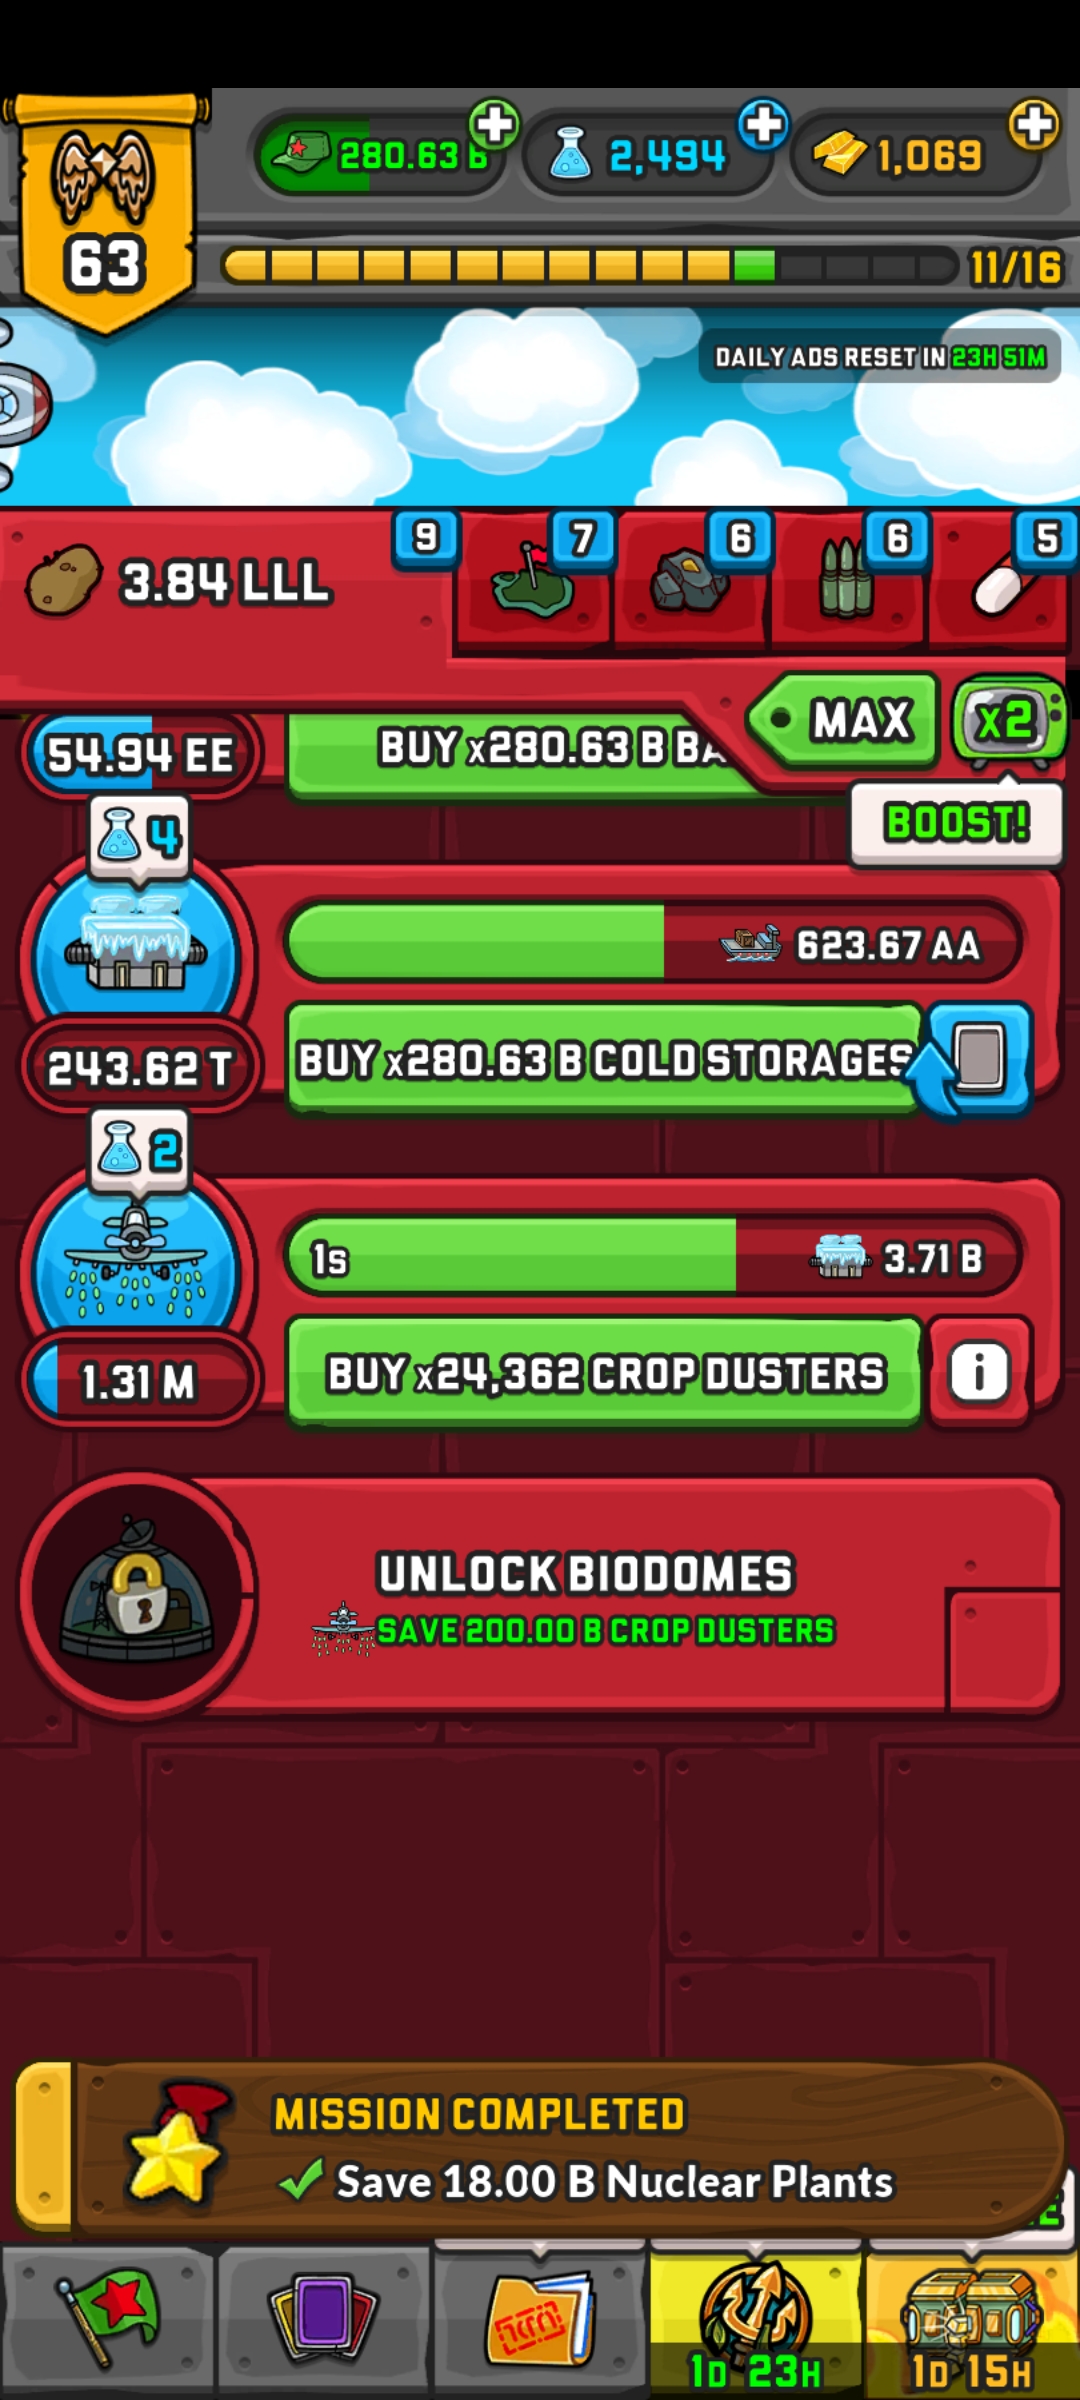 280.63 B
2,494
1,069
63
11/16
DAILY ADS RESET IN 23H 51M
3.84 LLL
9
7
6
6
5
MAX
x2
54.94 EE
BUY x280.63 B BA
BOOST!
4
623.67 AA
243.62 T
BUY x280.63 B COLD STORAGES
2
1s
3.71 B
1.31 M
BUY x24,362 CROP DUSTERS
i
UNLOCK BIODOMES
SAVE 200.00 B CROP DUSTERS
MISSION COMPLETED
Save 18.00 B Nuclear Plants
1D 23H
1D 15H